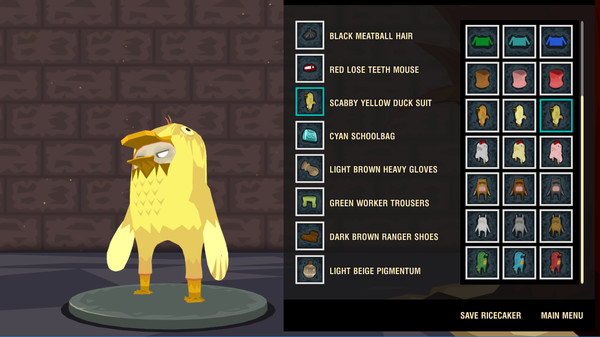 BLACK MEATBALL HAIR
RED LOSE TEETH MOUSE
SCABBY YELLOW DUCK SUIT
CYAN SCHOOLBAG
LIGHT BROWN HEAVY GLOVES
GREEN WORKER TROUSERS
DARK BROWN RANGER SHOES
LIGHT BEIGE PIGMENTUM
SAVE RICECAKER MAIN MENU